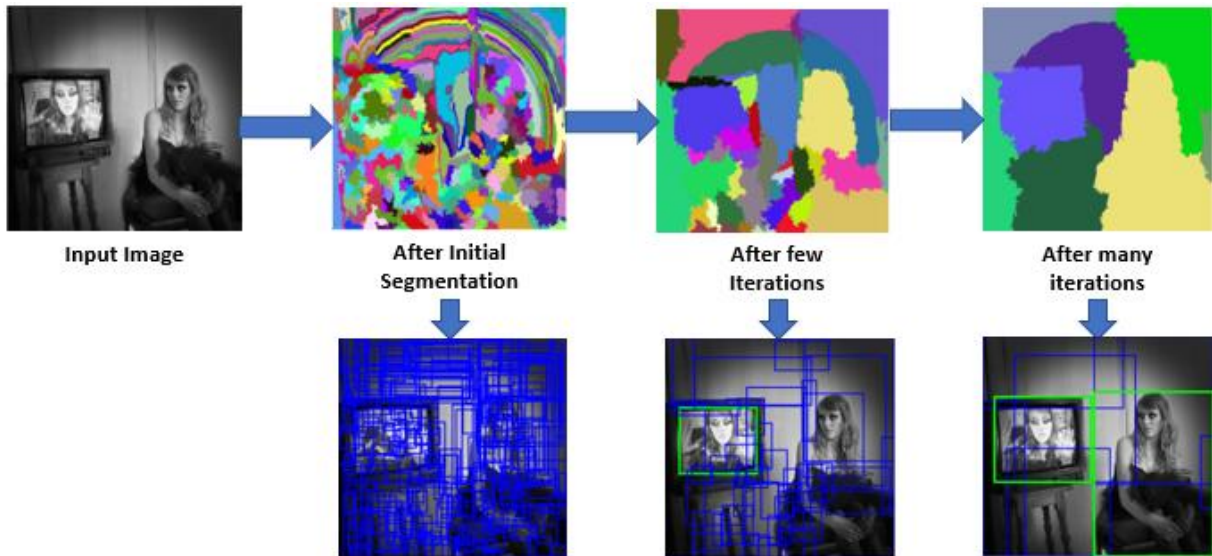 Input Image
After Initial
Segmentation
After few
Iterations
After many
iterations